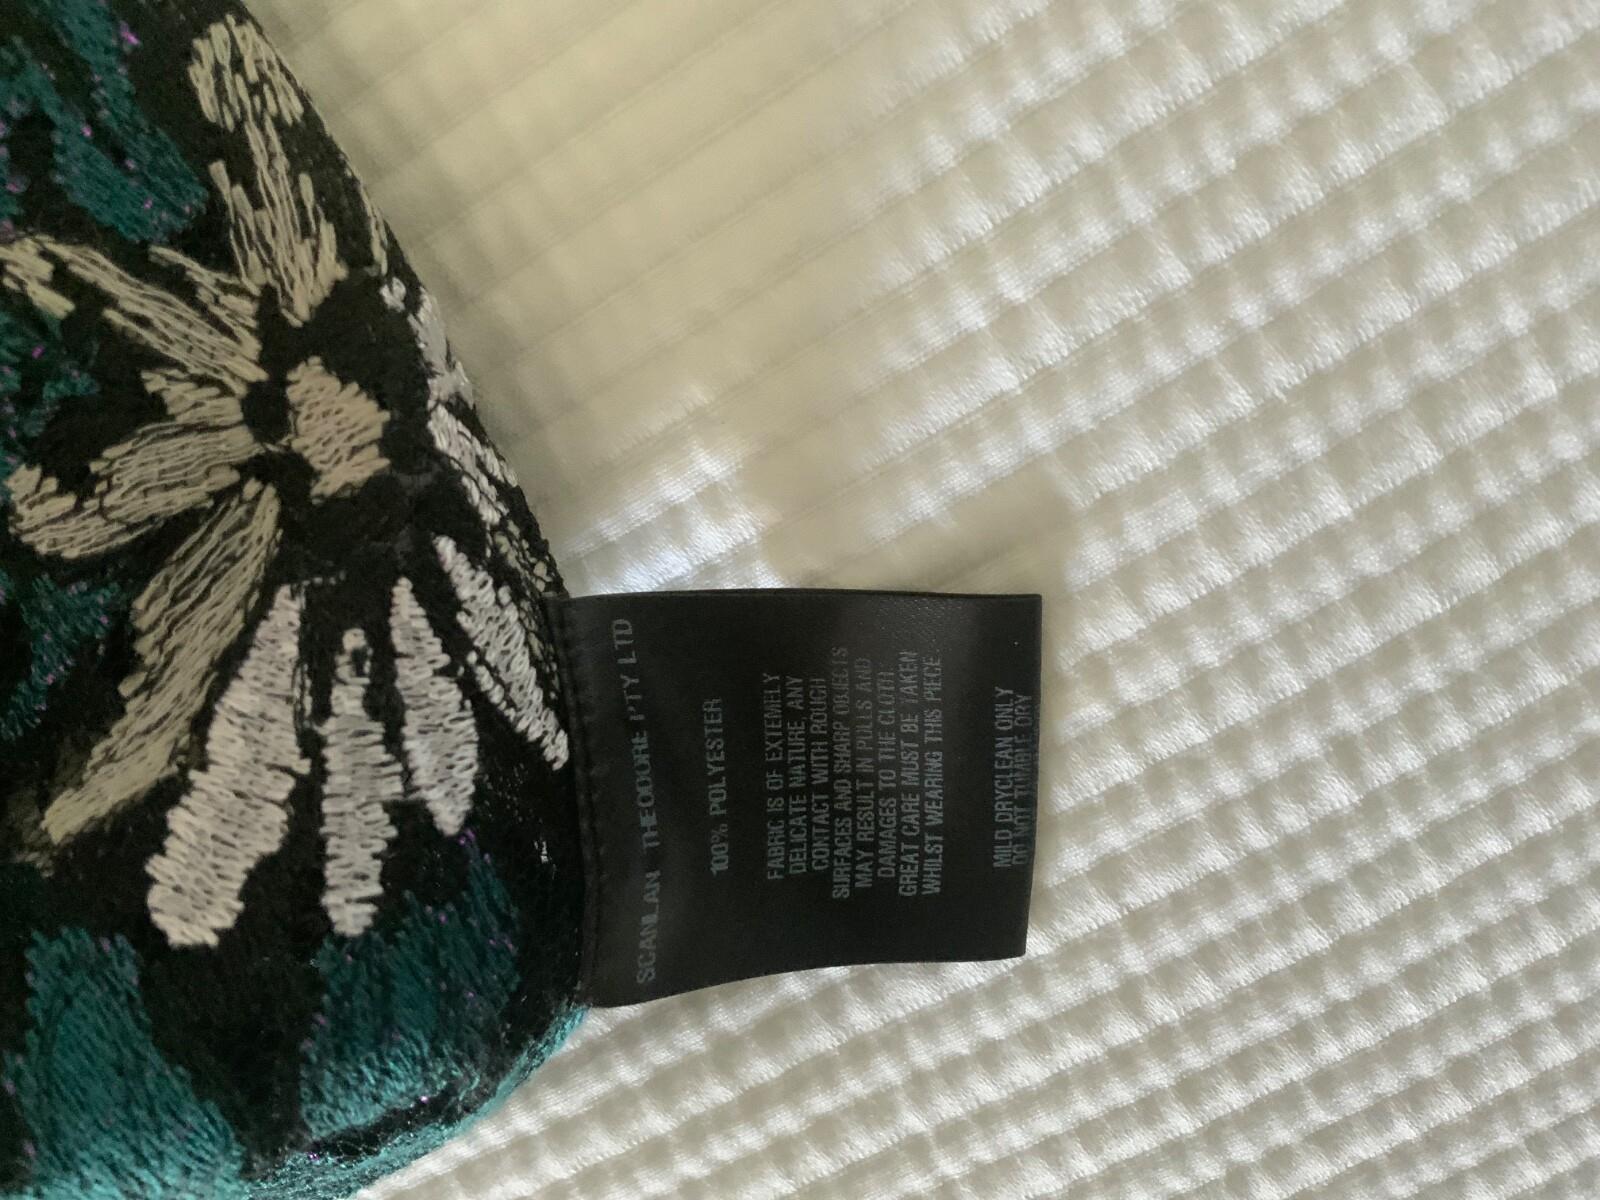 SCANLAN THEODORE PTY LTD
100% POLYESTER
FABRIC IS OF EXTEMELY
DELICATE NATURE, ANY
CONTACT WITH ROUGH
SURFACES AND SHARP OBJECTS
MAY RESULT IN PULLS AND
DAMAGES TO THE CLOTH.
GREAT CARE MUST BE TAKEN
WHILST WEARING THIS PIECE.
MILD DRYCLEAN ONLY
DO NOT TUMBLE DRY